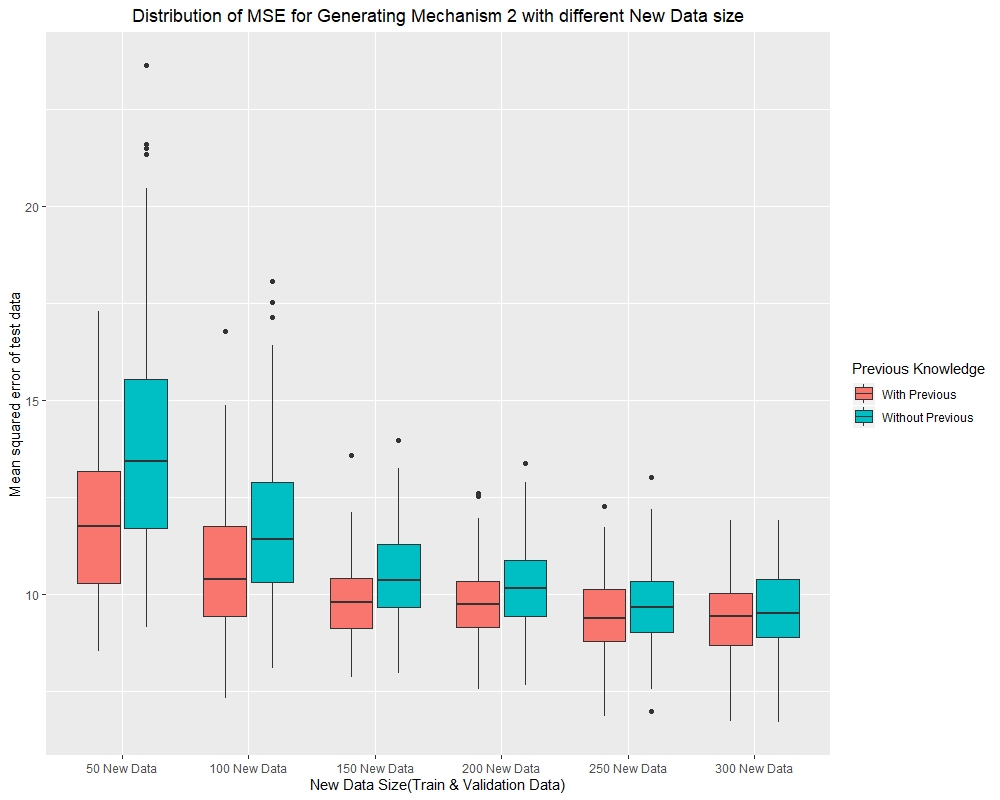 Distribution of MSE for Generating Mechanism 2 with different New Data size
Mean squared error of test data
20
15
10
50 New Data
100 New Data
150 New Data
200 New Data
250 New Data
300 New Data
New Data Size(Train & Validation Data)
Previous Knowledge
With Previous
Without Previous